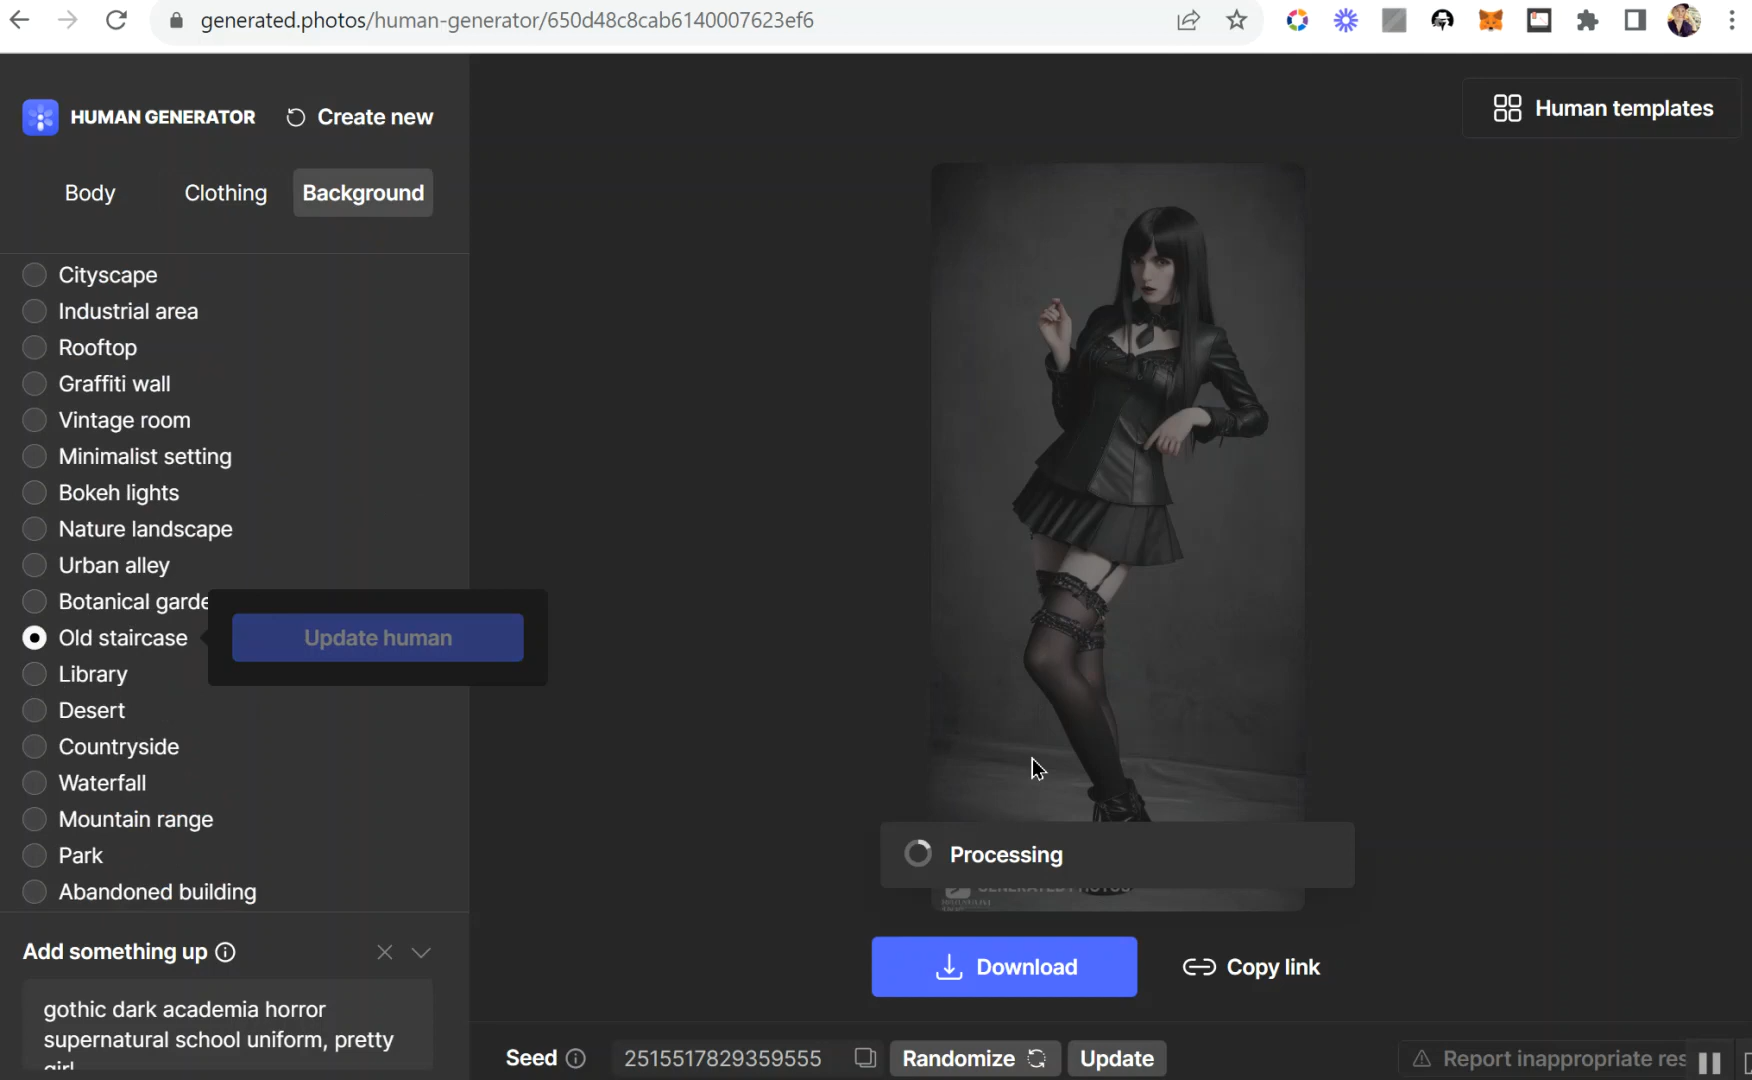 generated.photos/human-generator/650d48c8cab6140007623ef6
HUMAN GENERATOR
Create new
Human templates
Body
Clothing
Background
Cityscape
Industrial area
Rooftop
Graffiti wall
Vintage room
Minimalist setting
Bokeh lights
Nature landscape
Urban alley
Botanical garde
Old staircase
Update human
Library
Desert
Countryside
Waterfall
Mountain range
Park
Abandoned building
Processing
GENERATED PHOTOS
Add something up
Download
Copy link
gothic dark academia horror
supernatural school uniform, pretty
girl
Seed
2515517829359555
Randomize
Update
Report inappropriate res